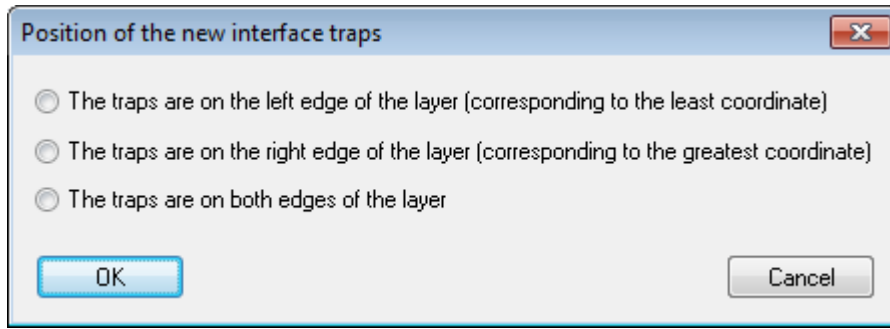 Position of the new interface traps
The traps are on the left edge of the layer (corresponding to the least coordinate)
The traps are on the right edge of the layer (corresponding to the greatest coordinate)
The traps are on both edges of the layer
OK
Cancel